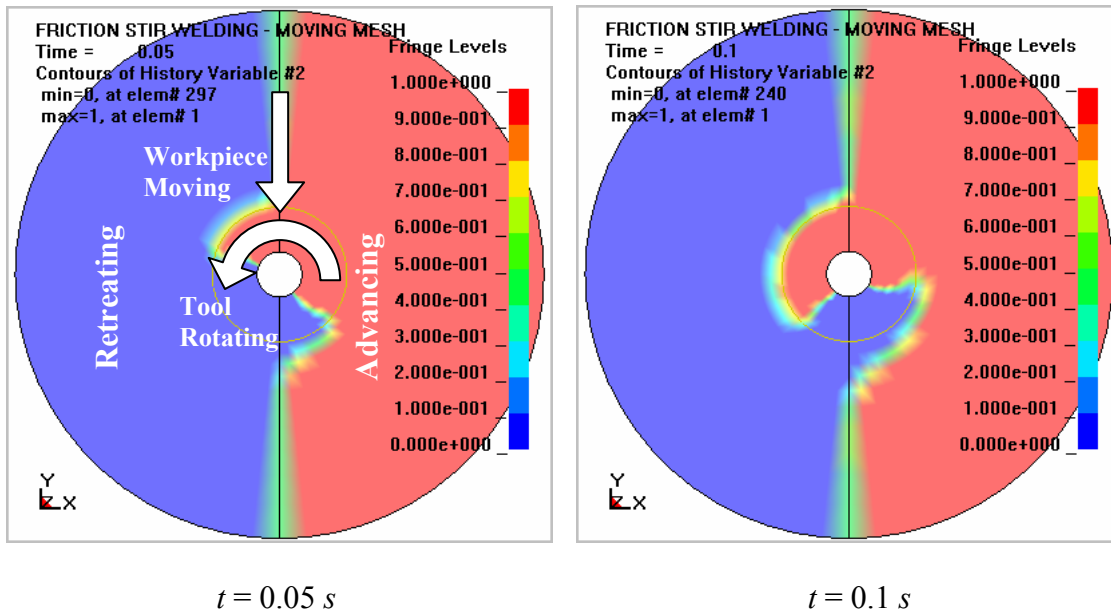 FRICTION STIR WELDING - MOVING MESH
Time = 0.05
Contours of History Variable #2
min=0, at elem# 297
max=1, at elem# 1
Fringe Levels
1.000e+000
9.000e-001
8.000e-001
7.000e-001
6.000e-001
5.000e-001
4.000e-001
3.000e-001
2.000e-001
1.000e-001
0.000e+000
Workpiece
Moving
Retreating
Tool
Rotating
Advancing
Y
Z X
t = 0.05 s
FRICTION STIR WELDING - MOVING MESH
Time = 0.1
Contours of History Variable #2
min=0, at elem# 240
max=1, at elem# 1
Fringe Levels
1.000e+000
9.000e-001
8.000e-001
7.000e-001
6.000e-001
5.000e-001
4.000e-001
3.000e-001
2.000e-001
1.000e-001
0.000e+000
Y
Z X
t = 0.1 s